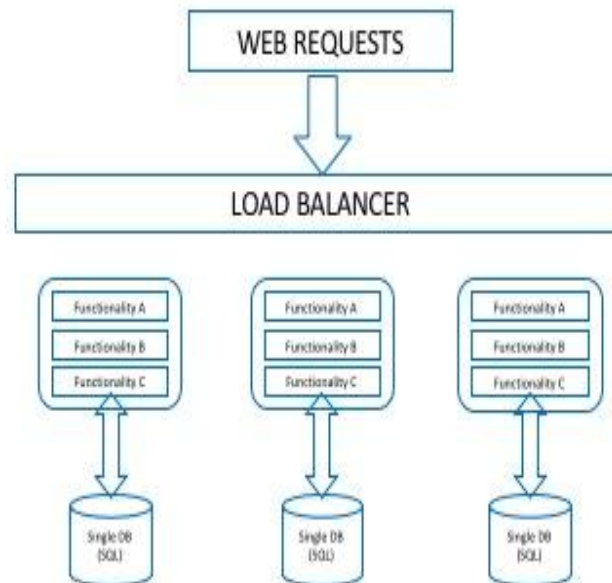 WEB REQUESTS
LOAD BALANCER
Functionality A
Functionality B
Functionality C
Functionality A
Functionality B
Functionality C
Functionality A
Functionality B
Functionality C
Single DB
(SQL)
Single DB
(SQL)
Single DB
(SQL)